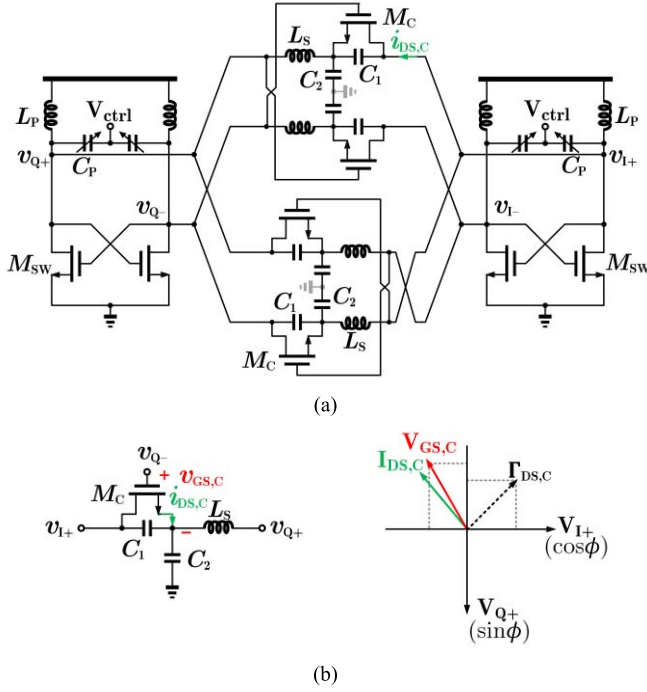 M_C
L_S
i_DS,C
C_2
C_1
L_P
V_ctrl
C_P
v_Q+
v_Q–
M_SW
V_ctrl
L_P
C_P
v_I+
v_I–
M_SW
C_1
C_2
M_C
L_S
(a)
v_Q–
+ v_GS,C
M_C
i_DS,C
L_S
v_I+
–
v_Q+
C_1
C_2
V_GS,C
I_DS,C
Γ_DS,C
V_I+
(cosϕ)
V_Q+
(sinϕ)
(b)